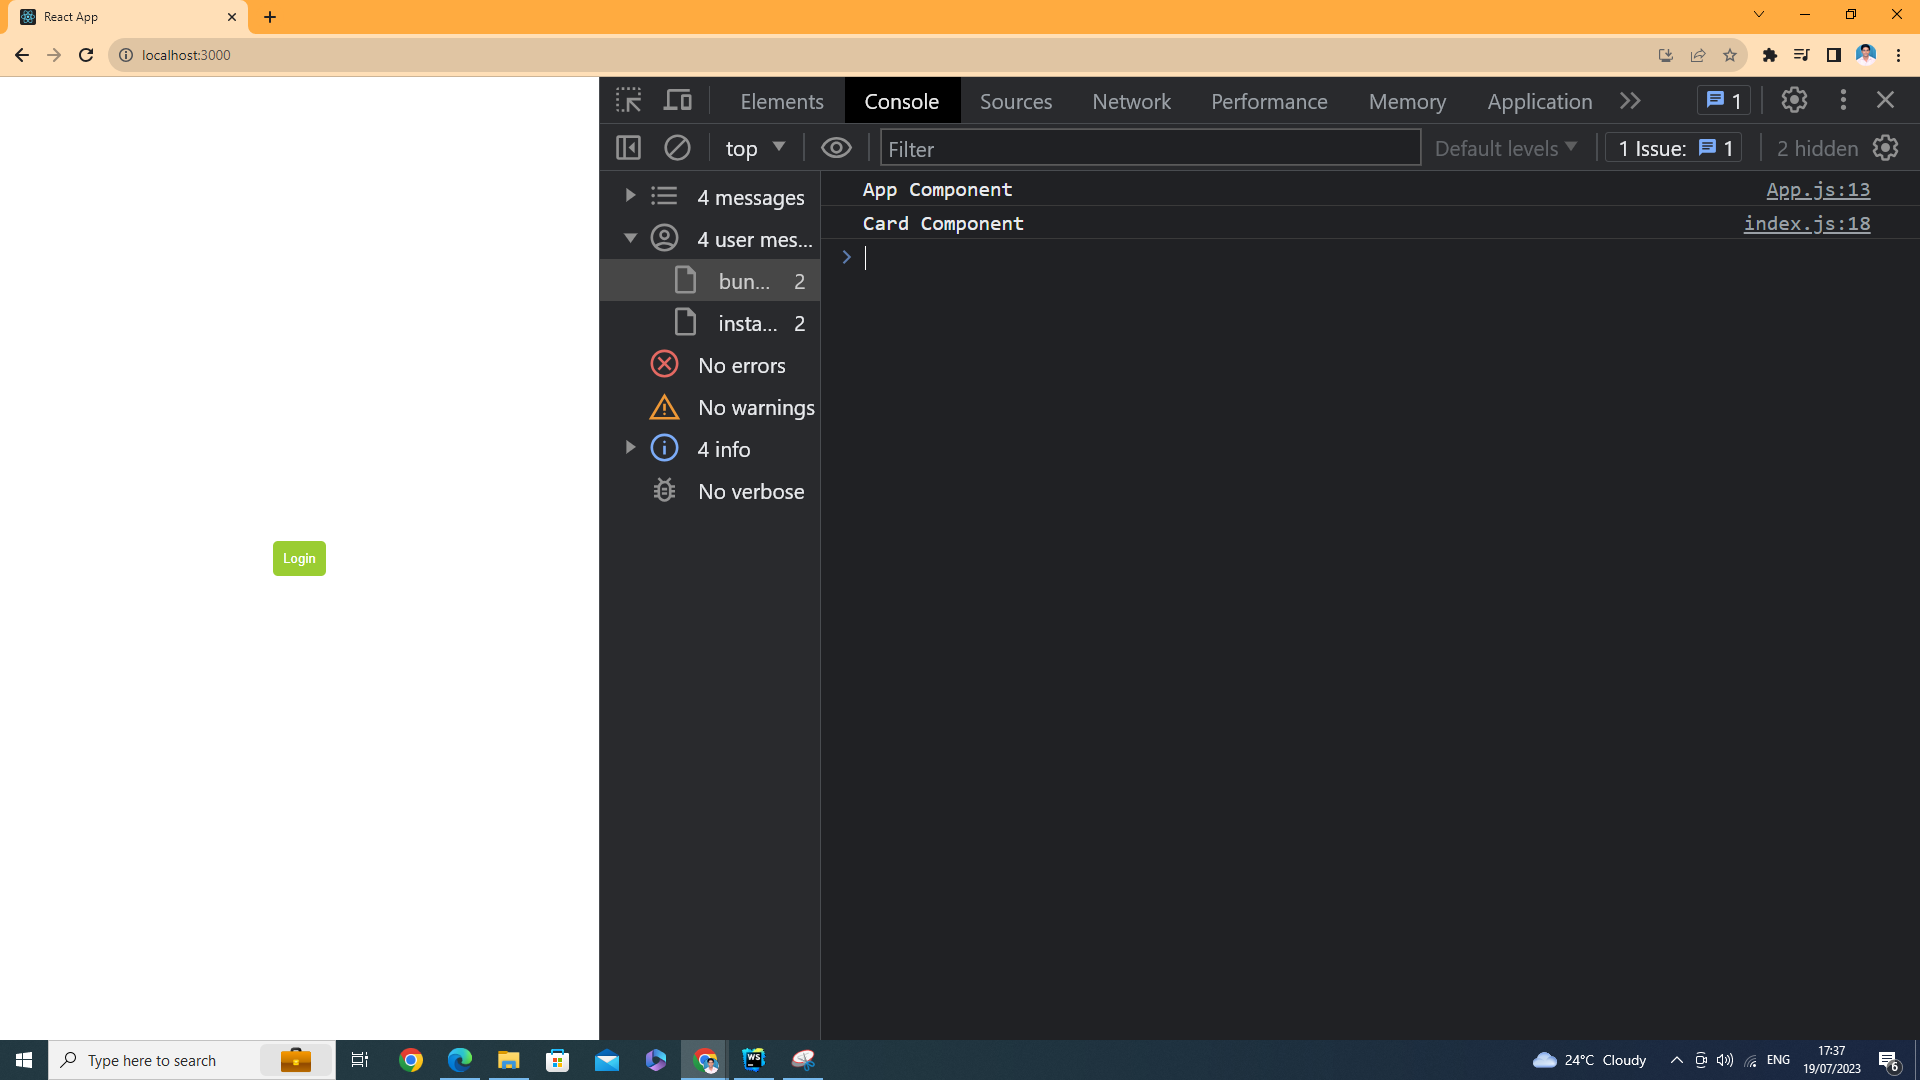 React App
localhost:3000
Elements Console Sources Network Performance Memory Application 1
top Filter Default levels 1 Issue: 1 2 hidden
4 messages
4 user mes...
bun... 2
insta... 2
No errors
No warnings
4 info
No verbose
App Component App.js:13
Card Component index.js:18
Login
Type here to search
WS
24°C Cloudy
ENG
17:37
19/07/2023
6